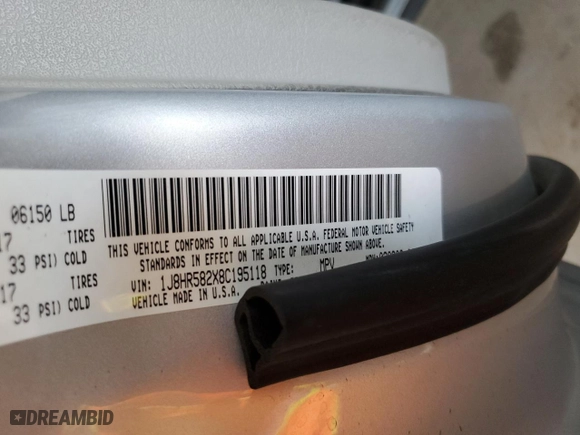 06150 LB
17 TIRES
33 PSI) COLD
17 TIRES
33 PSI) COLD
THIS VEHICLE CONFORMS TO ALL APPLICABLE U.S.A. FEDERAL MOTOR VEHICLE SAFETY
STANDARDS IN EFFECT ON THE DATE OF MANUFACTURE SHOWN ABOVE.
VIN: 1J8HR582X8C195118 TYPE: MPV
VEHICLE MADE IN U.S.A.
DREAMBID